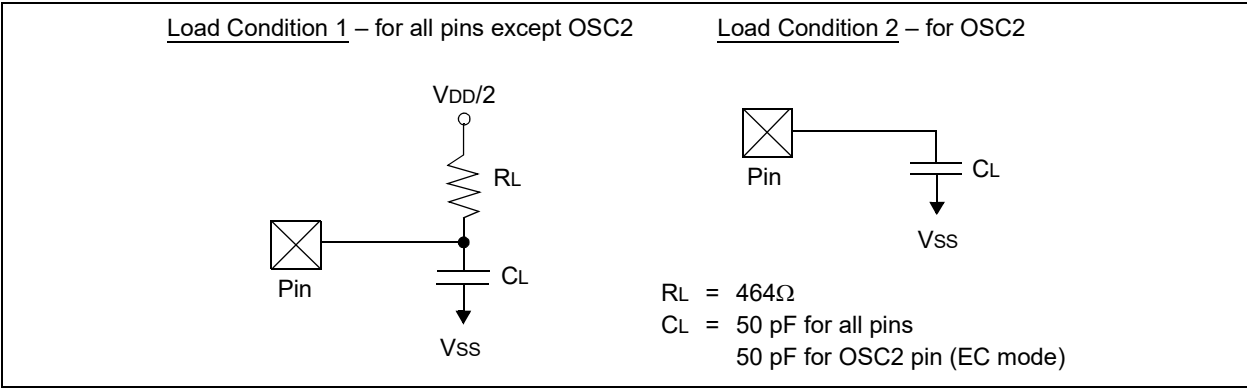 Load Condition 1 – for all pins except OSC2
Load Condition 2 – for OSC2
VDD/2
RL
Pin
CL
VSS
Pin
CL
VSS
RL = 464Ω
CL = 50 pF for all pins
50 pF for OSC2 pin (EC mode)